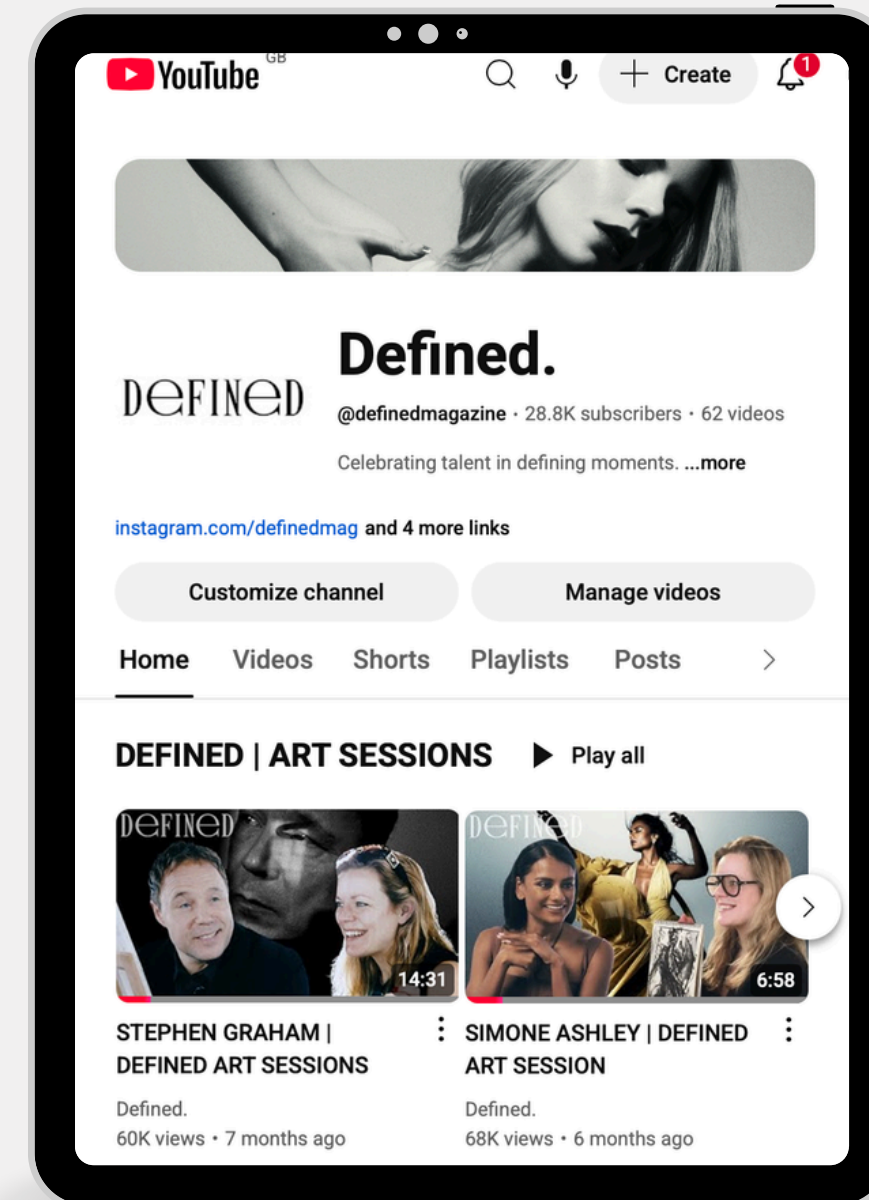 YouTube GB
Create
1
Defined.
DEFINED
@definedmagazine · 28.8K subscribers · 62 videos
Celebrating talent in defining moments. ...more
instagram.com/definedmag and 4 more links
Customize channel
Manage videos
Home Videos Shorts Playlists Posts
DEFINED | ART SESSIONS Play all
DEFINED
14:31
DEFINED
6:58
STEPHEN GRAHAM |
DEFINED ART SESSIONS
Defined.
60K views • 7 months ago
SIMONE ASHLEY | DEFINED
ART SESSION
Defined.
68K views • 6 months ago